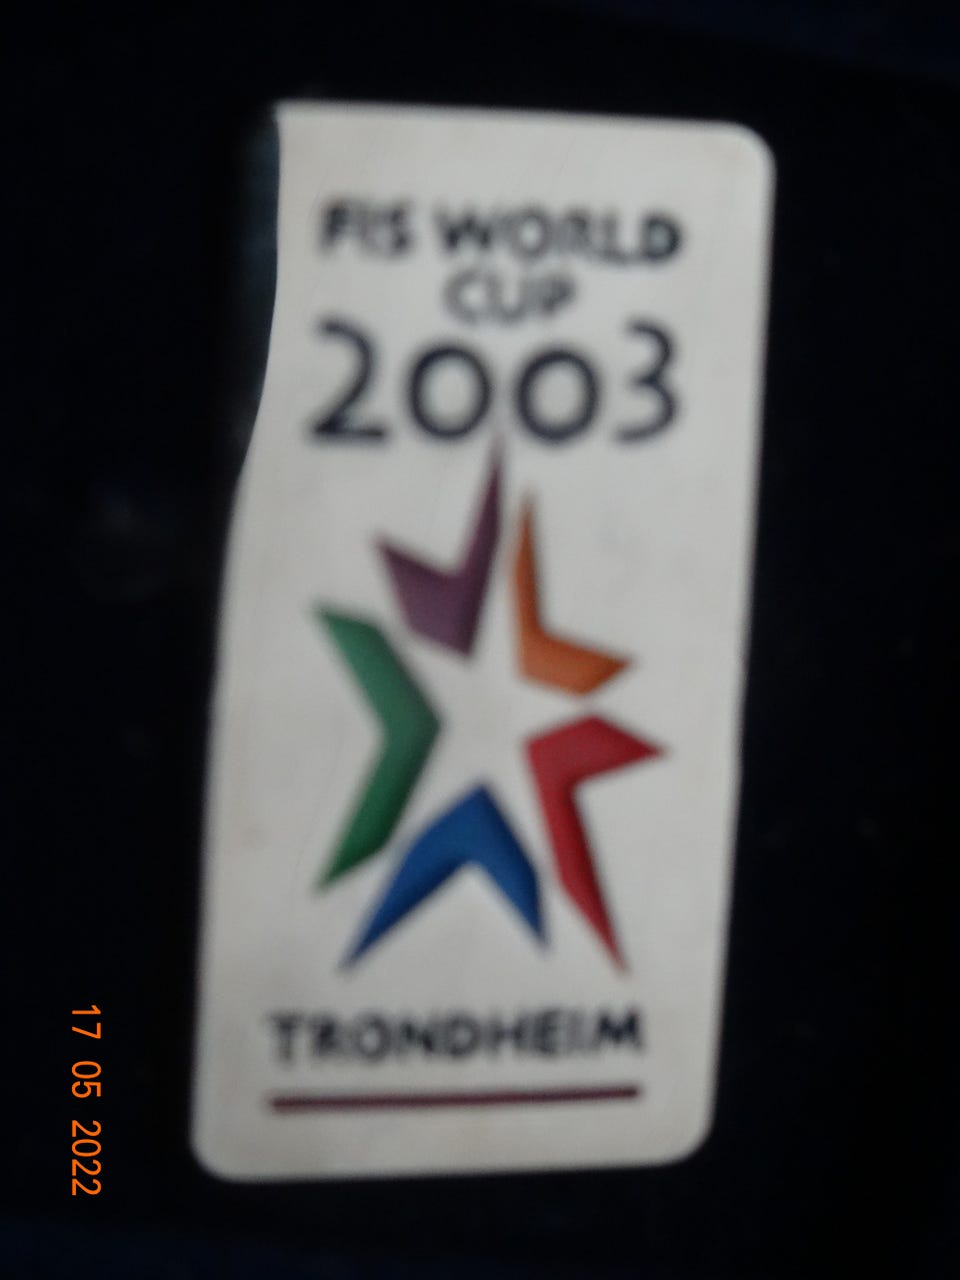 FIS WORLD
CUP
2003
TRONDHEIM
17 05 2022